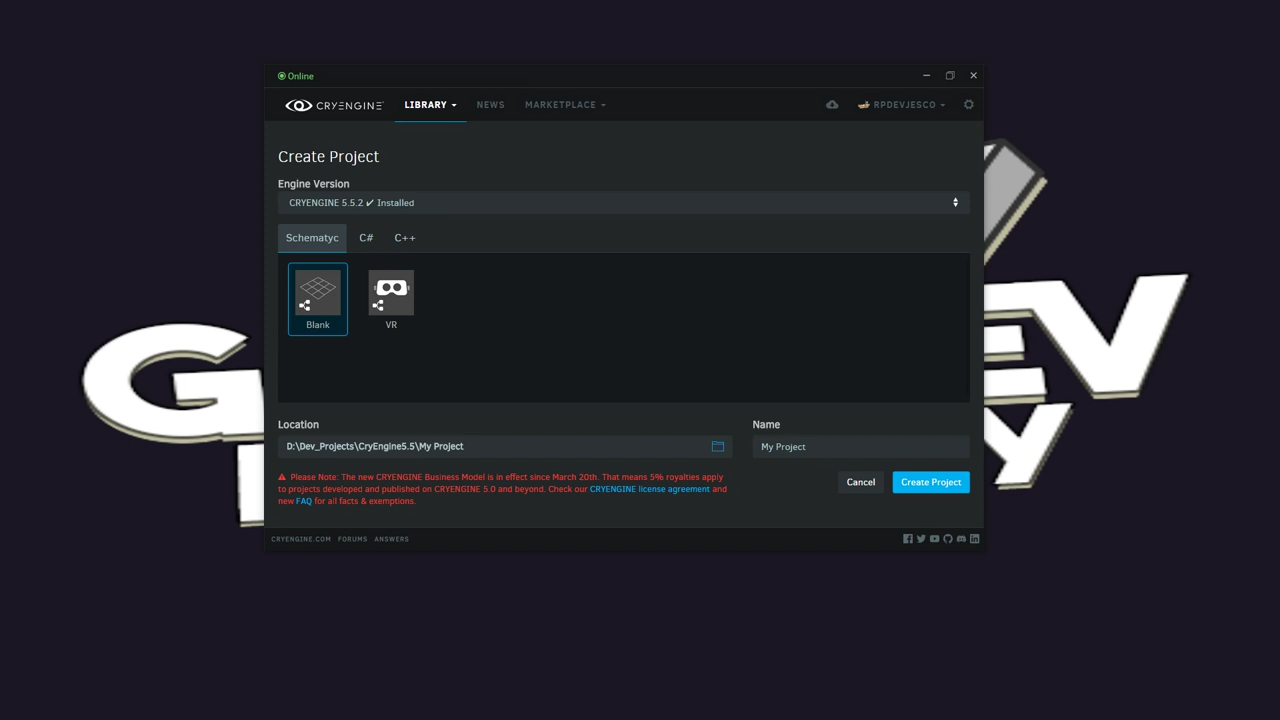 Online
CRYENGINE LIBRARY NEWS MARKETPLACE RPDEVJESCO
Create Project
Engine Version
CRYENGINE 5.5.2 ✔ Installed
Schematyc C# C++
Blank VR
Location Name
D:\Dev_Projects\CryEngine5.5\My Project My Project
Please Note: The new CRYENGINE Business Model is in effect since March 20th. That means 5% royalties apply
to projects developed and published on CRYENGINE 5.0 and beyond. Check our CRYENGINE license agreement and
new FAQ for all facts & exemptions.
Cancel Create Project
CRYENGINE.COM FORUMS ANSWERS